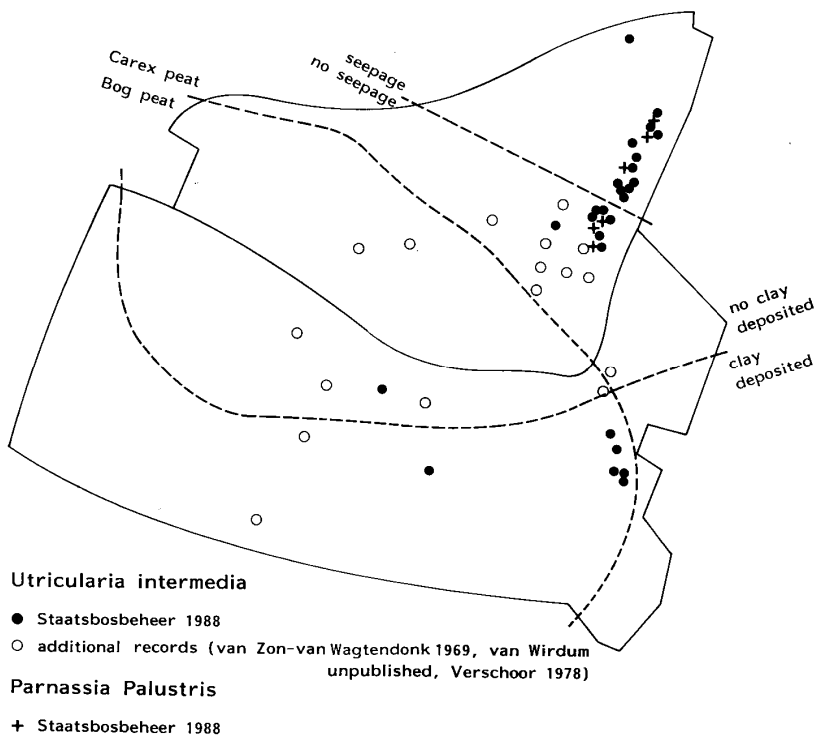 Carex peat
Bog peat
seepage
no seepage
no clay
deposited
clay
deposited
Utricularia intermedia
● Staatsbosbeheer 1988
○ additional records (van Zon-van Wagtendonk 1969, van Wirdum
unpublished, Verschoor 1978)
Parnassia Palustris
+ Staatsbosbeheer 1988